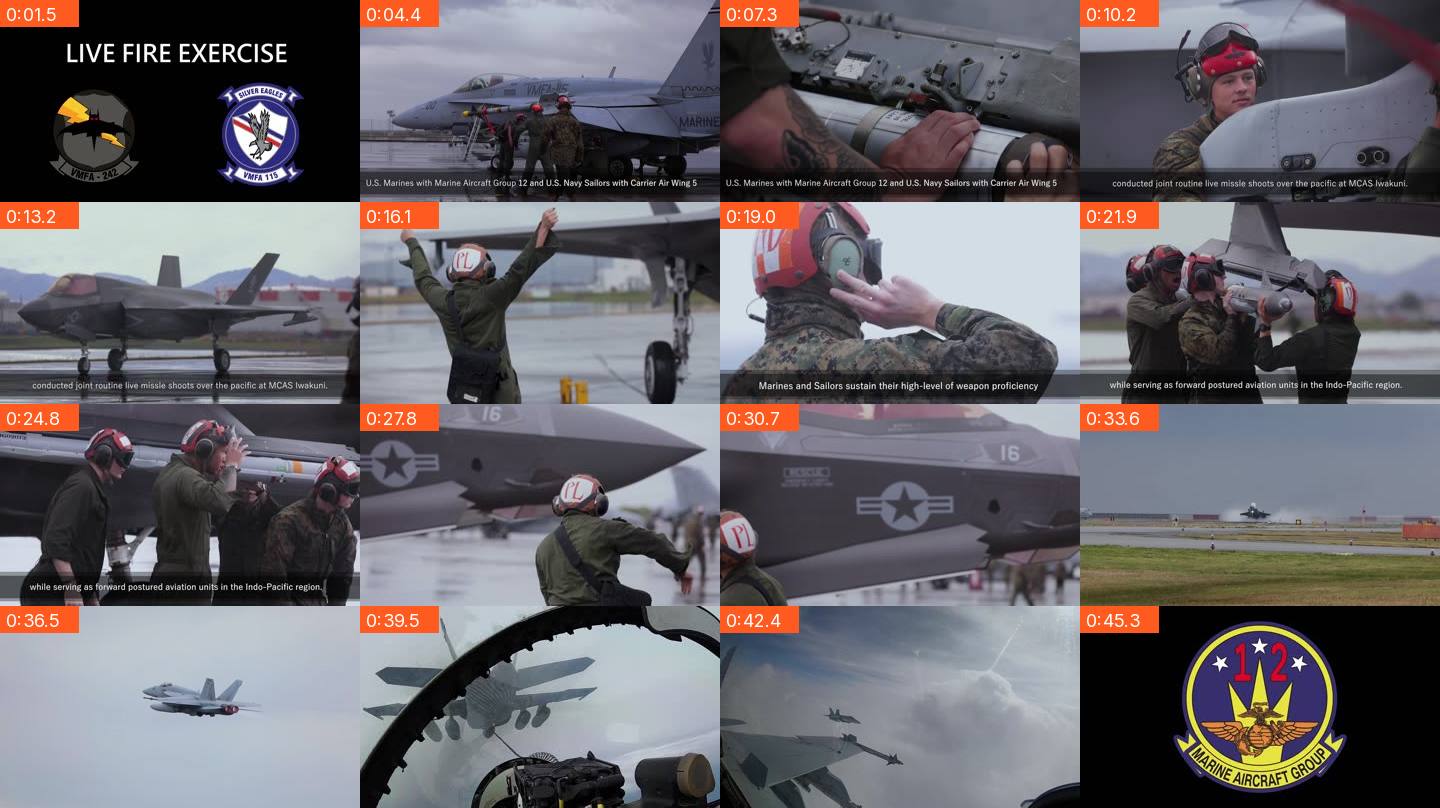 0:01.5
LIVE FIRE EXERCISE
VMFA - 242
SILVER EAGLES
VMFA 115
0:04.4
VMFA-115
MARINE
U.S. Marines with Marine Aircraft Group 12 and U.S. Navy Sailors with Carrier Air Wing 5
0:07.3
U.S. Marines with Marine Aircraft Group 12 and U.S. Navy Sailors with Carrier Air Wing 5
0:10.2
conducted joint routine live missle shoots over the pacific at MCAS Iwakuni.
0:13.2
conducted joint routine live missle shoots over the pacific at MCAS Iwakuni.
0:16.1
PL
0:19.0
Marines and Sailors sustain their high-level of weapon proficiency
0:21.9
while serving as forward postured aviation units in the Indo-Pacific region.
0:24.8
while serving as forward postured aviation units in the Indo-Pacific region.
0:27.8
16
PL
0:30.7
16
RESCUE
PL
0:33.6
0:36.5
0:39.5
0:42.4
0:45.3
12
MARINE AIRCRAFT GROUP